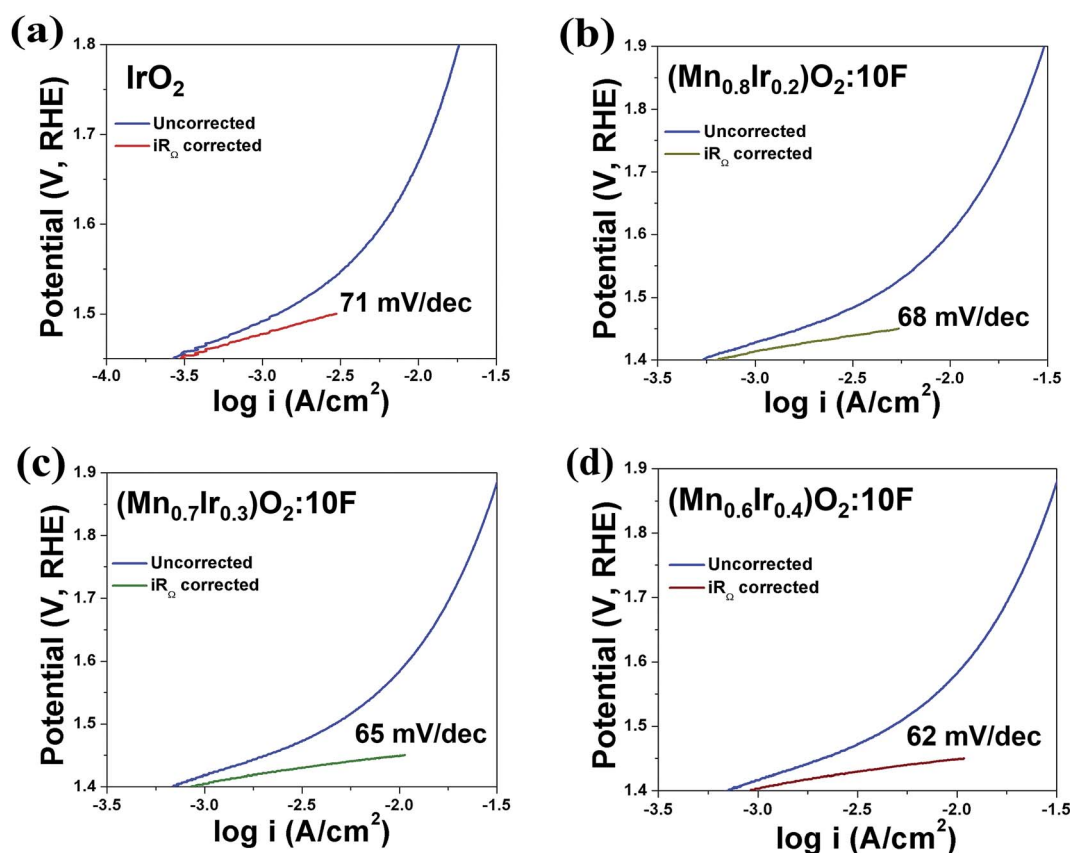 (a)
IrO₂
Uncorrected
iR_Ω corrected
71 mV/dec
1.8
1.7
1.6
1.5
Potential (V, RHE)
-4.0 -3.5 -3.0 -2.5 -2.0 -1.5
log i (A/cm²)
(b)
(Mn₀.₈Ir₀.₂)O₂:10F
Uncorrected
iR_Ω corrected
68 mV/dec
1.9
1.8
1.7
1.6
1.5
1.4
Potential (V, RHE)
-3.5 -3.0 -2.5 -2.0 -1.5
log i (A/cm²)
(c)
(Mn₀.₇Ir₀.₃)O₂:10F
Uncorrected
iR_Ω corrected
65 mV/dec
1.9
1.8
1.7
1.6
1.5
1.4
Potential (V, RHE)
-3.5 -3.0 -2.5 -2.0 -1.5
log i (A/cm²)
(d)
(Mn₀.₆Ir₀.₄)O₂:10F
Uncorrected
iR_Ω corrected
62 mV/dec
1.9
1.8
1.7
1.6
1.5
1.4
Potential (V, RHE)
-3.5 -3.0 -2.5 -2.0 -1.5
log i (A/cm²)